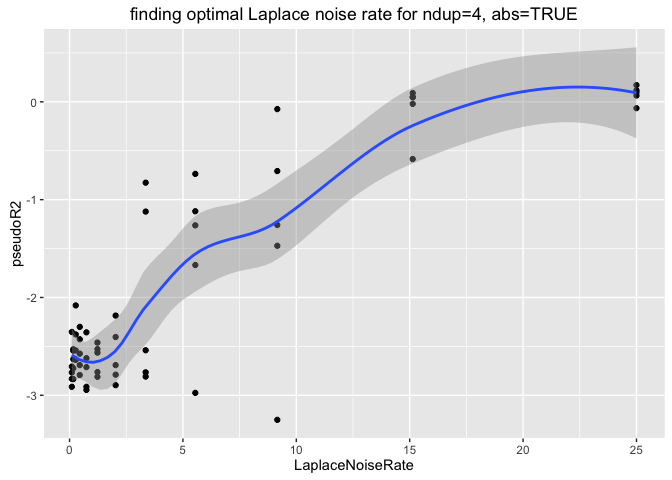 finding optimal Laplace noise rate for ndup=4, abs=TRUE
pseudoR2
0
-1
-2
-3
0 5 10 15 20 25
LaplaceNoiseRate